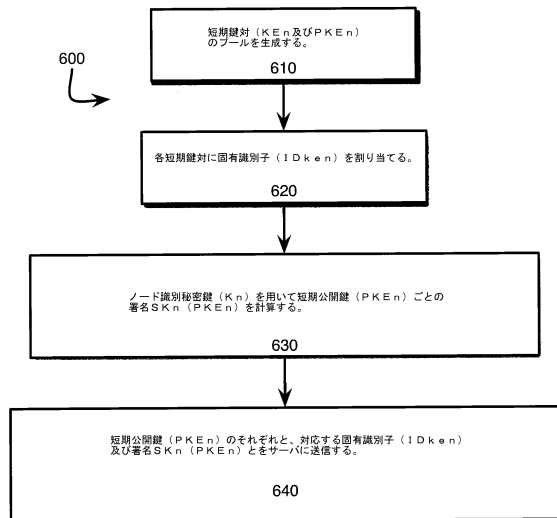 600
短期鍵対（ＫＥｎ及びＰＫＥｎ）
のプールを生成する。
610
各短期鍵対に固有識別子（ＩＤｋｅｎ）を割り当てる。
620
ノード識別秘密鍵（Ｋｎ）を用いて短期公開鍵（ＰＫＥｎ）ごとの
署名ＳＫｎ（ＰＫＥｎ）を計算する。
630
短期公開鍵（ＰＫＥｎ）のそれぞれと、対応する固有識別子（ＩＤｋｅｎ）
及び署名ＳＫｎ（ＰＫＥｎ）とをサーバに送信する。
640